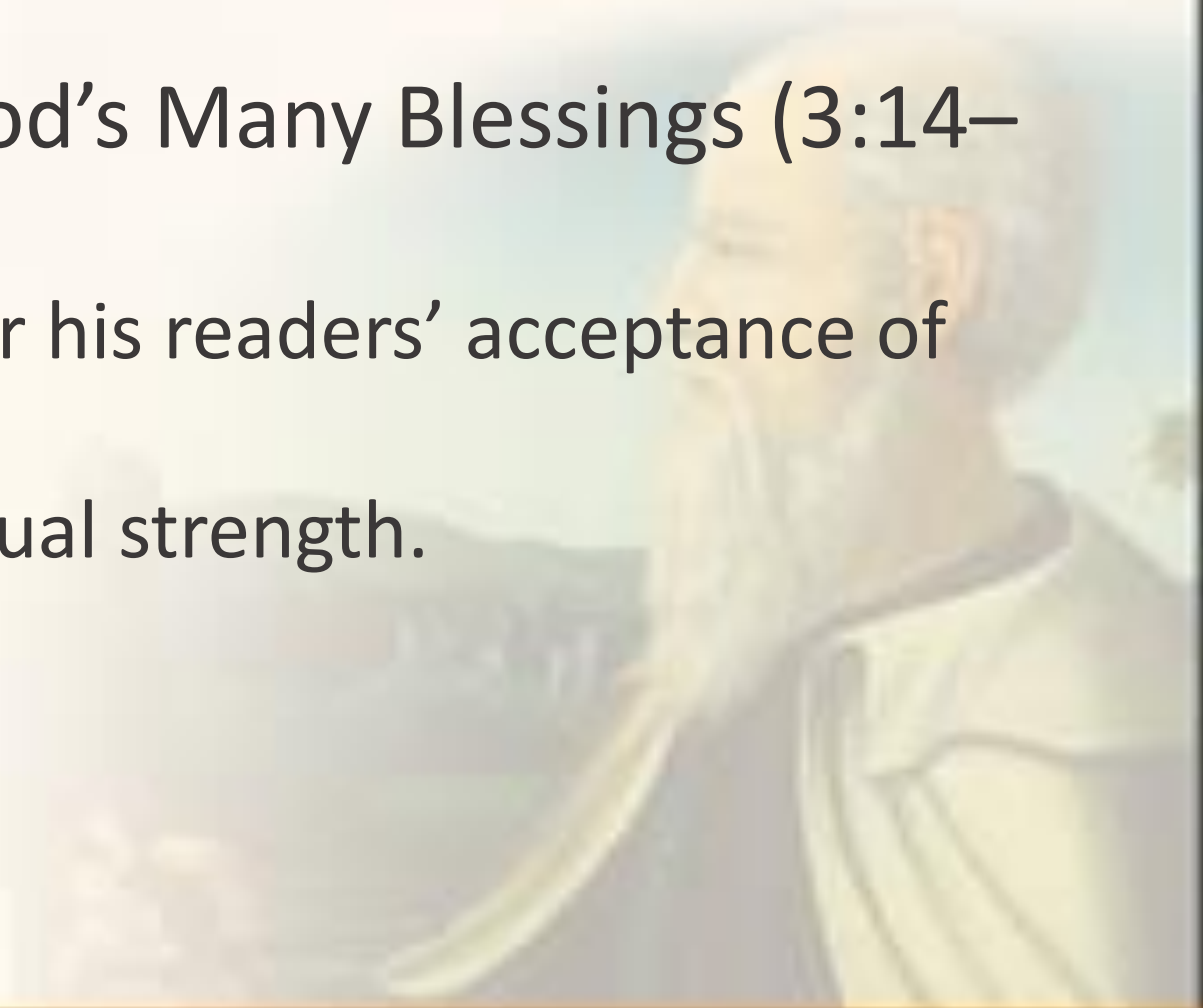 od’s Many Blessings (3:14–
r his readers’ acceptance of
ual strength.